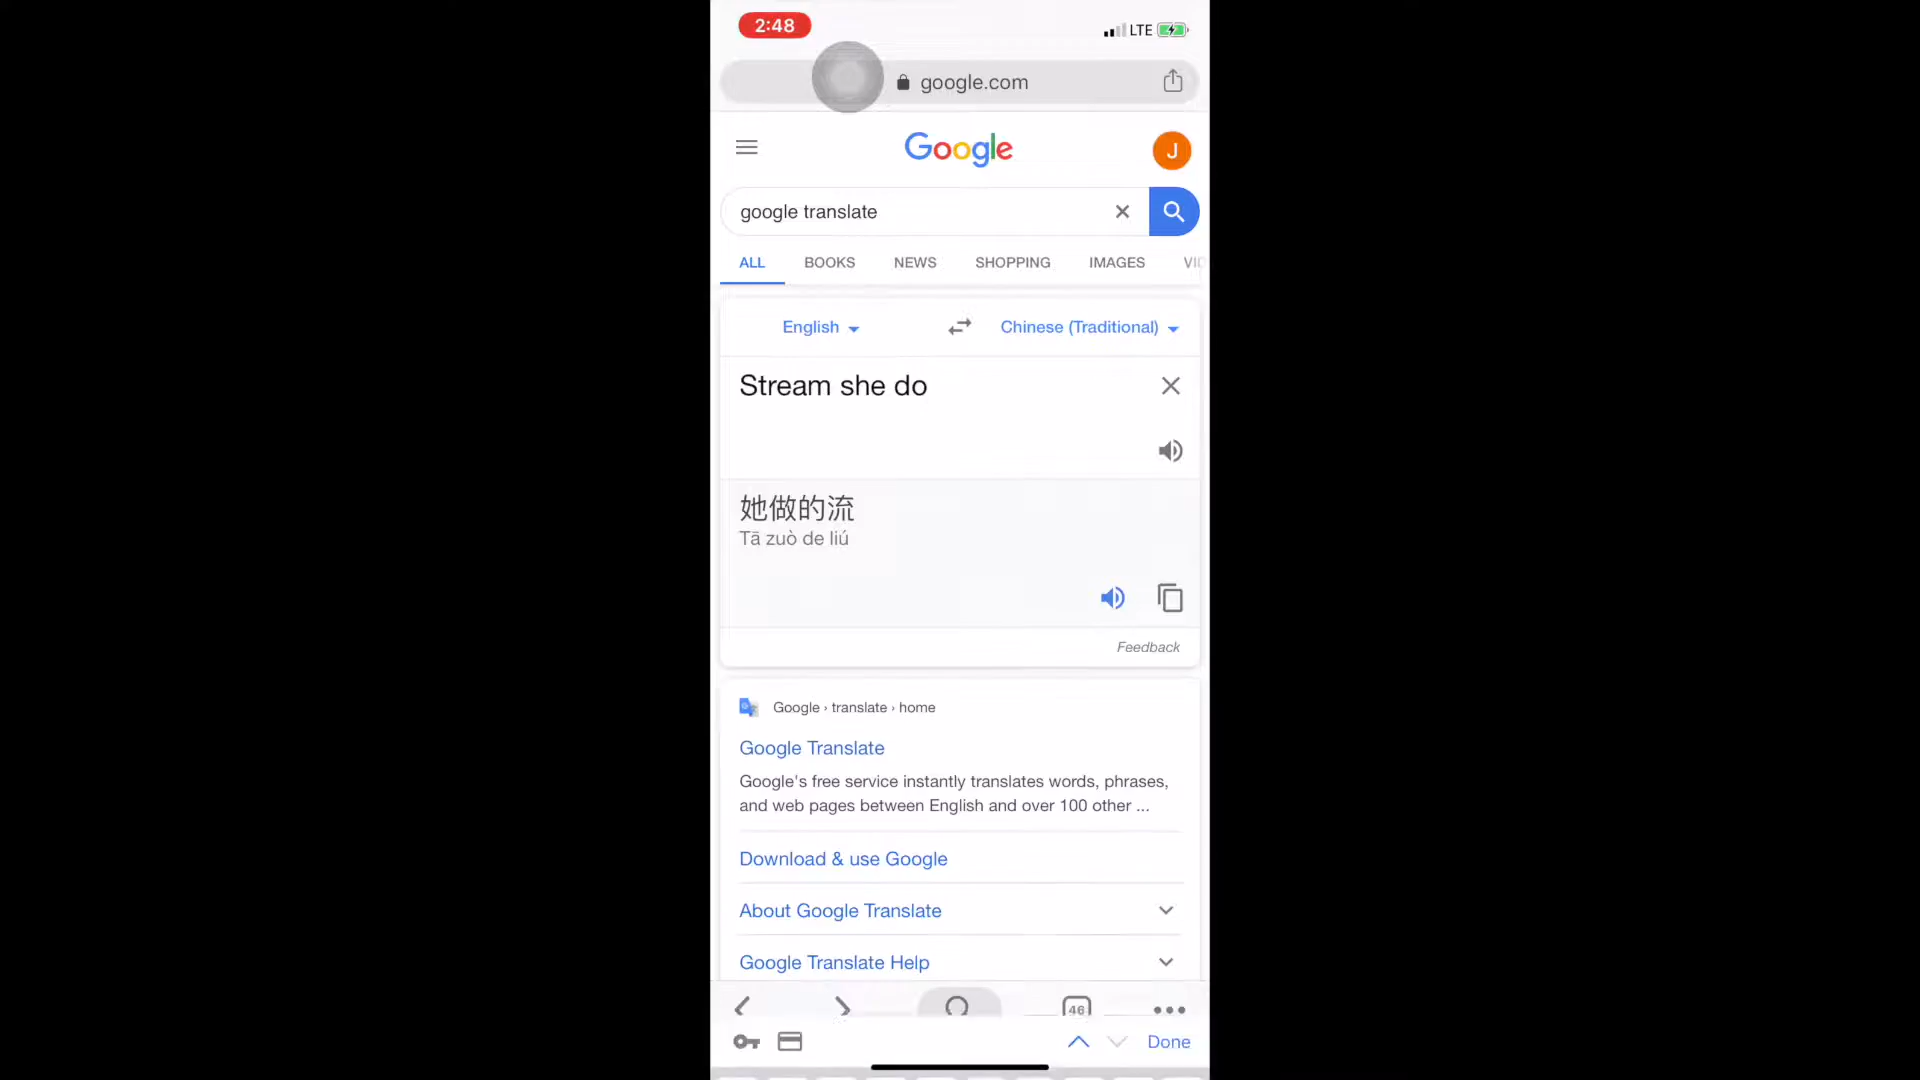 2:48
LTE
google.com
Google
J
google translate
ALL BOOKS NEWS SHOPPING IMAGES
English
Chinese (Traditional)
Stream she do
她做的流
Tā zuò de liú
Feedback
Google › translate › home
Google Translate
Google's free service instantly translates words, phrases,
and web pages between English and over 100 other ...
Download & use Google
About Google Translate
Google Translate Help
46
Done